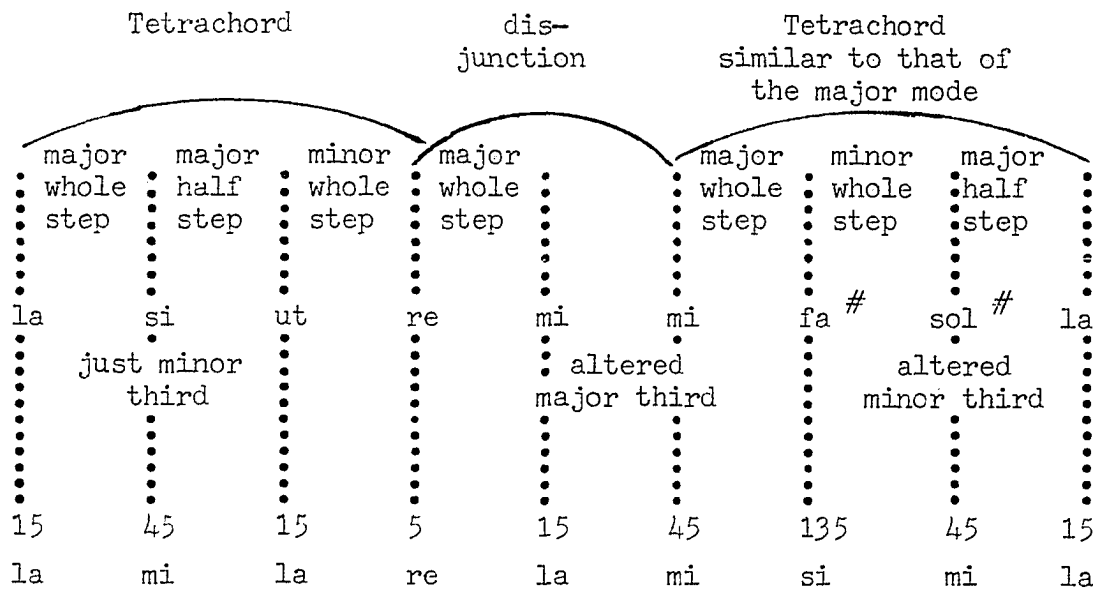 Tetrachord dis- Tetrachord
junction similar to that of
the major mode
major major minor major major minor major
whole half whole whole whole whole half
step step step step step step step
la si ut re mi mi fa # sol # la
just minor altered altered
third major third minor third
15 45 15 5 15 45 135 45 15
la mi la re la mi si mi la